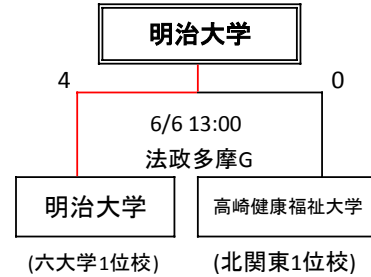 明治大学
4 0
6/6 13:00
法政多摩G
明治大学 高崎健康福祉大学
(六大学1位校) (北関東1位校)